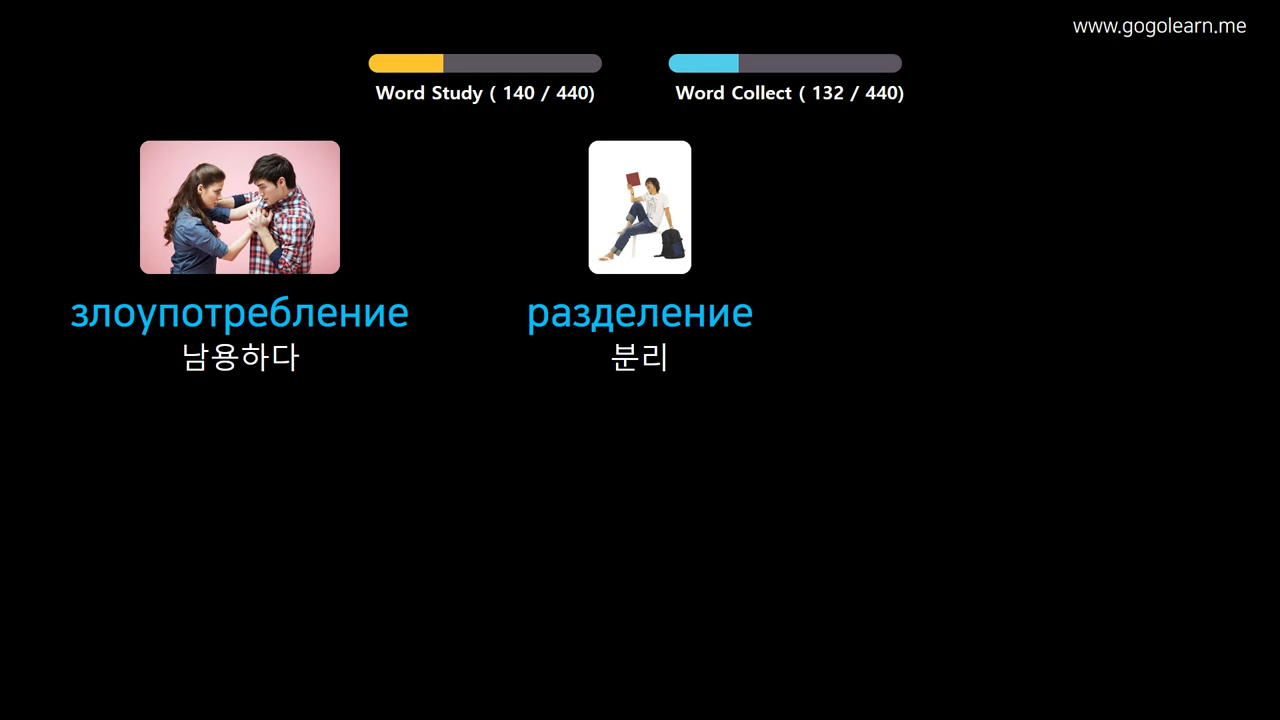 www.gogolearn.me
Word Study ( 140 / 440)
Word Collect ( 132 / 440)
злоупотребление
남용하다
разделение
분리